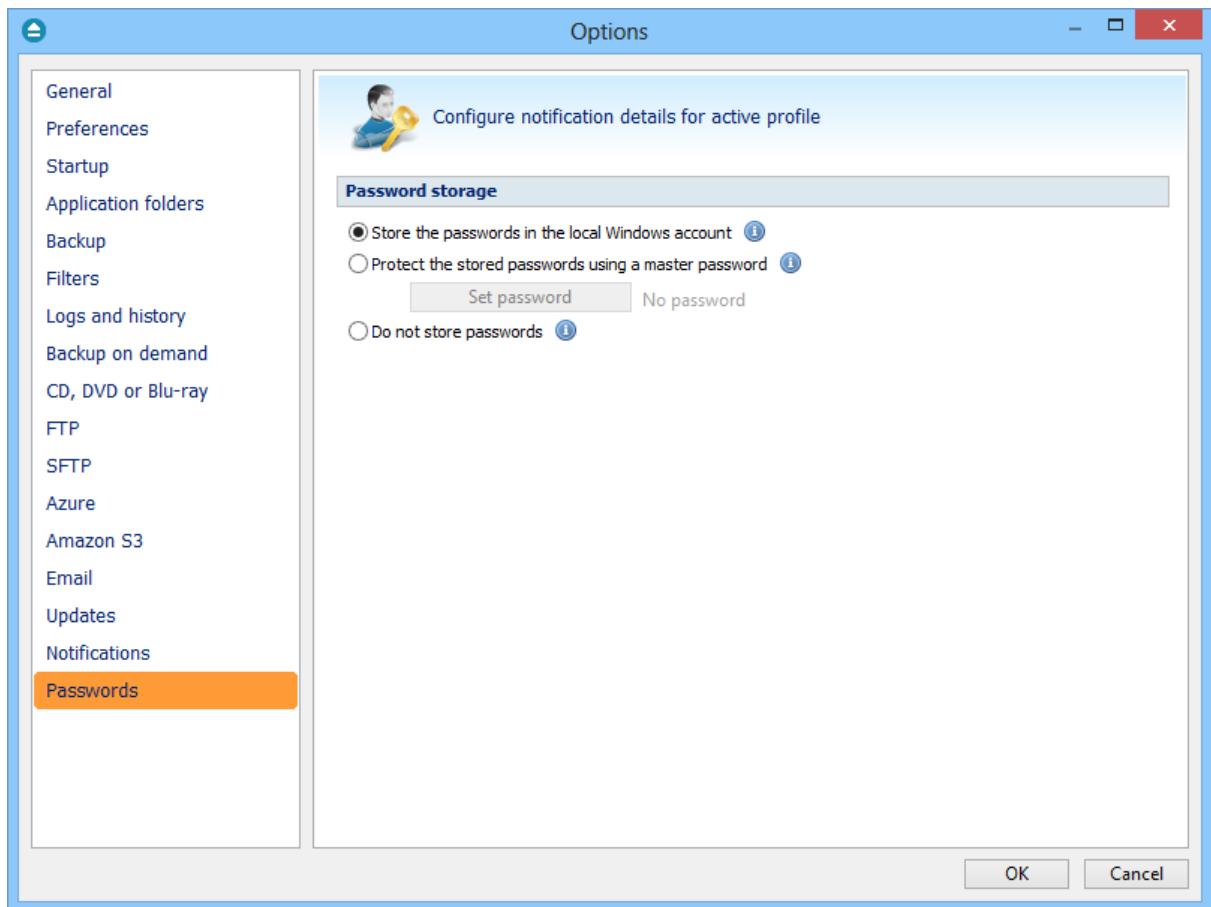 Options
General
Preferences
Startup
Application folders
Backup
Filters
Logs and history
Backup on demand
CD, DVD or Blu-ray
FTP
SFTP
Azure
Amazon S3
Email
Updates
Notifications
Passwords
Configure notification details for active profile
Password storage
Store the passwords in the local Windows account
Protect the stored passwords using a master password
Set password No password
Do not store passwords
OK Cancel